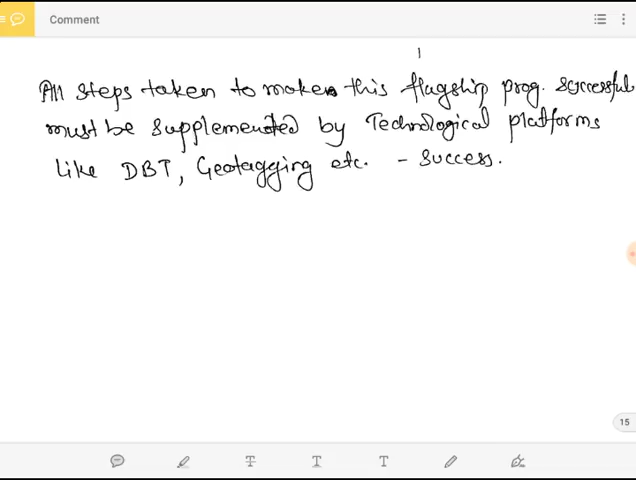 Comment
All steps taken to make this flagship prog. successful
must be supplemented by Technological platforms
like DBT, Geotagging etc. - success.
15